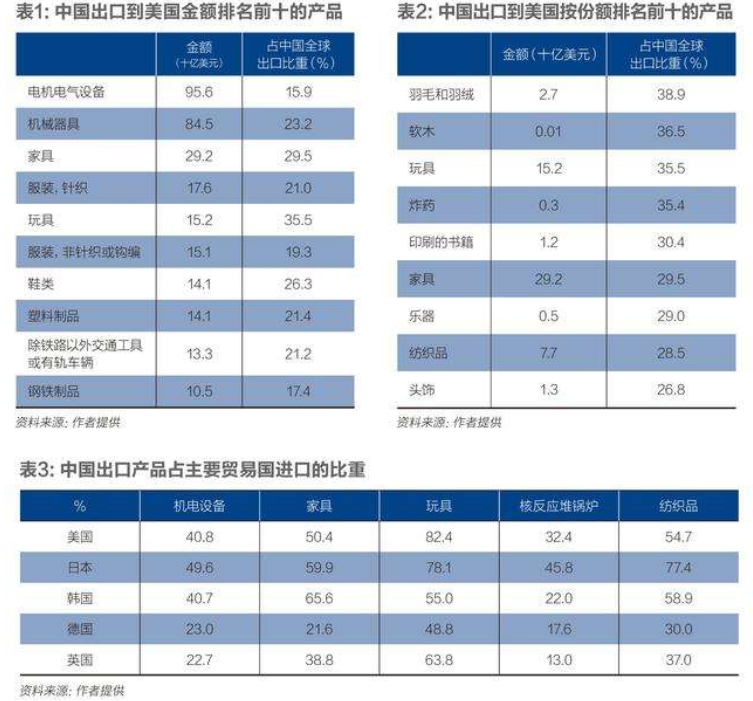 表1: 中国出口到美国金额排名前十的产品
金额 占中国全球
(十亿美元) 出口比重(%)
电机电气设备 95.6 15.9
机械器具 84.5 23.2
家具 29.2 29.5
服装,针织 17.6 21.0
玩具 15.2 35.5
服装,非针织或钩编 15.1 19.3
鞋类 14.1 26.3
塑料制品 14.1 21.4
除铁路以外交通工具
或有轨车辆 13.3 21.2
钢铁制品 10.5 17.4
资料来源: 作者提供
表2: 中国出口到美国按份额排名前十的产品
金额(十亿美元) 占中国全球
出口比重(%)
羽毛和羽绒 2.7 38.9
软木 0.01 36.5
玩具 15.2 35.5
炸药 0.3 35.4
印刷的书籍 1.2 30.4
家具 29.2 29.5
乐器 0.5 29.0
纺织品 7.7 28.5
头饰 1.3 26.8
资料来源: 作者提供
表3: 中国出口产品占主要贸易国进口的比重
% 机电设备 家具 玩具 核反应堆锅炉 纺织品
美国 40.8 50.4 82.4 32.4 54.7
日本 49.6 59.9 78.1 45.8 77.4
韩国 40.7 65.6 55.0 22.0 58.9
德国 23.0 21.6 48.8 17.6 30.0
英国 22.7 38.8 63.8 13.0 37.0
资料来源: 作者提供